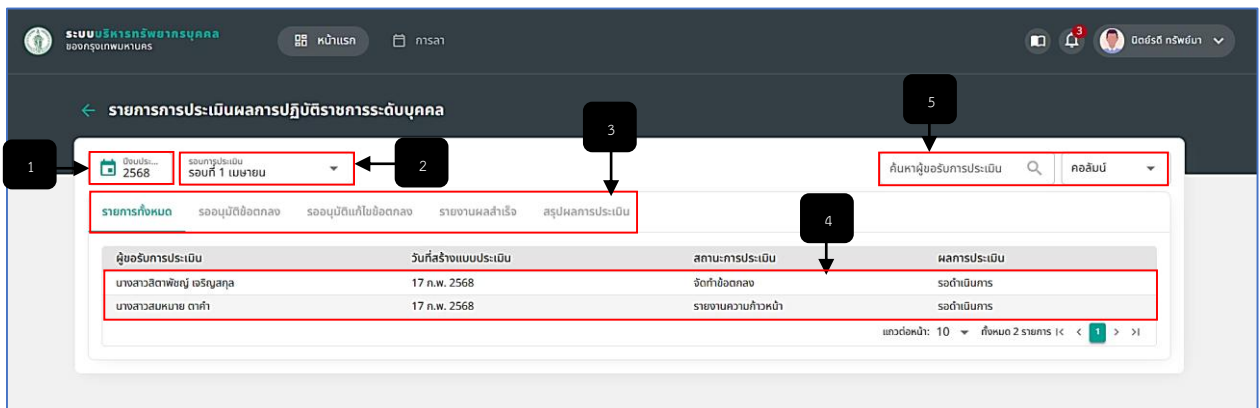 ระบบบริหารทรัพยากรบุคคล
ของกรุงเทพมหานคร
หน้าแรก
การลา
3
นิตย์รดี ทรัพย์มา
รายการการประเมินผลการปฏิบัติราชการระดับบุคคล
5
3
1
ปีงบประ...
2568
รอบการประเมิน
รอบที่ 1 เมษายน
2
ค้นหาผู้ขอรับการประเมิน
คอลัมน์
รายการทั้งหมด รออนุมัติข้อตกลง รออนุมัติแก้ไขข้อตกลง รายงานผลสำเร็จ สรุปผลการประเมิน
4
ผู้ขอรับการประเมิน วันที่สร้างแบบประเมิน สถานะการประเมิน ผลการประเมิน
นางสาวสิตาพัชญ์ เจริญสกุล 17 ก.พ. 2568 จัดทำข้อตกลง รอดำเนินการ
นางสาวสมหมาย ตาคำ 17 ก.พ. 2568 รายงานความก้าวหน้า รอดำเนินการ
แถวต่อหน้า: 10 ทั้งหมด 2 รายการ |< < 1 > >|